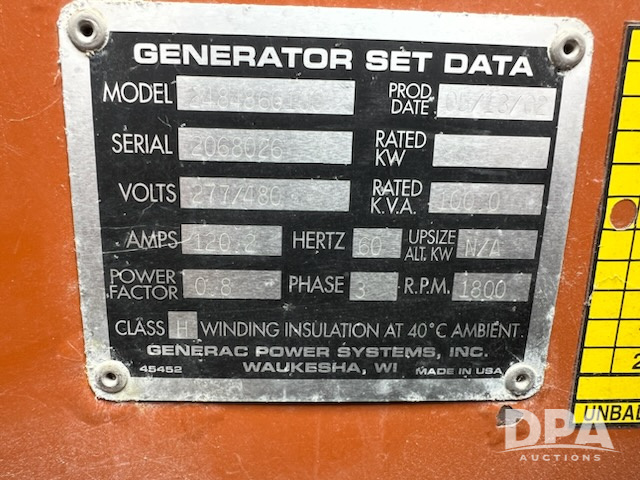 GENERATOR SET DATA
MODEL PROD. DATE
SERIAL 2068026 RATED KW
VOLTS 277/480 RATED K.V.A. 100.0
AMPS 120.2 HERTZ 60 UPSIZE ALT. KW N/A
POWER FACTOR 0.8 PHASE 3 R.P.M. 1800
CLASS H WINDING INSULATION AT 40°C AMBIENT.
GENERAC POWER SYSTEMS, INC.
45452 WAUKESHA, WI MADE IN USA
2
UNBAL
DPA
AUCTIONS